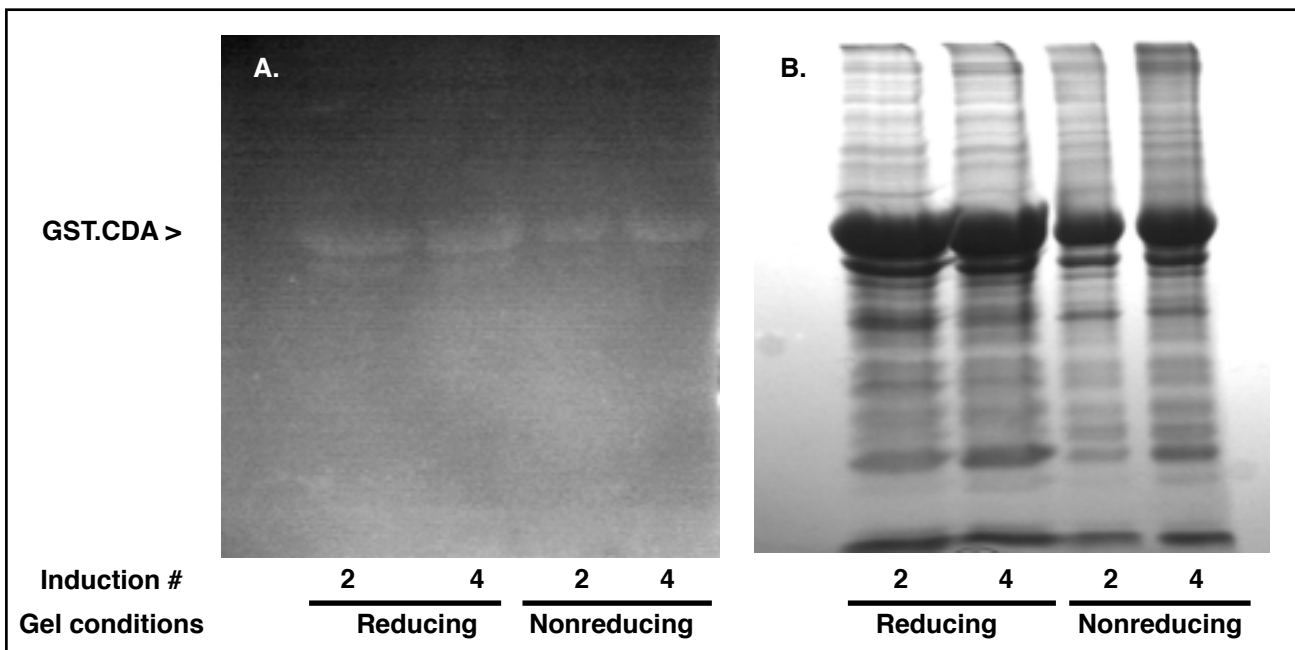 A.
B.
GST.CDA >
Induction # 2 4 2 4 2 4 2 4
Gel conditions Reducing Nonreducing Reducing Nonreducing